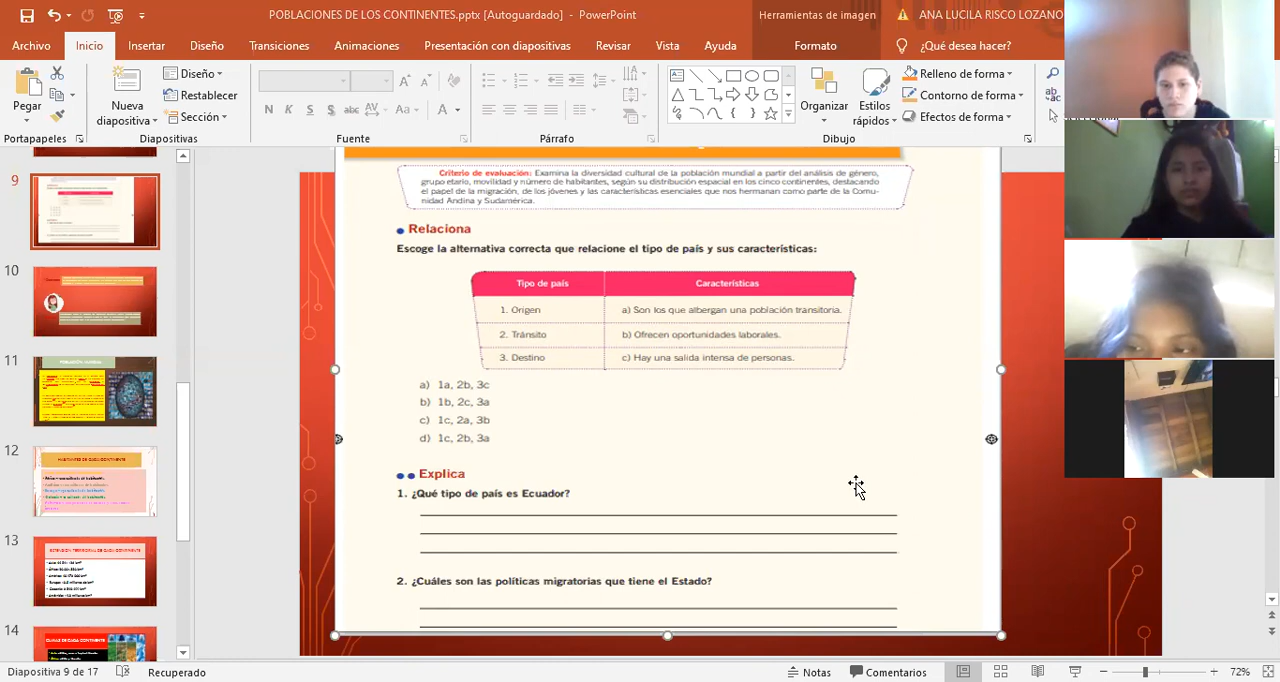 POBLACIONES DE LOS CONTINENTES.pptx [Autoguardado] - PowerPoint
Herramientas de imagen
ANA LUCILA RISCO LOZANO
Archivo Inicio Insertar Diseño Transiciones Animaciones Presentación con diapositivas Revisar Vista Ayuda Formato ¿Qué desea hacer?
Pegar
Nueva diapositiva
Diseño
Restablecer
Sección
N K S S abc AV Aa A
Organizar
Estilos rápidos
Relleno de forma
Contorno de forma
Efectos de forma
Portapapeles Diapositivas Fuente Párrafo Dibujo
9
10
11
12
13
14
Criterio de evaluación: Examina la diversidad cultural de la población mundial a partir del análisis de género,
grupo etario, movilidad y número de habitantes, según su distribución espacial en los cinco continentes, destacando
el papel de la migración, de los jóvenes y las características esenciales que nos hermanan como parte de la Comu-
nidad Andina y Sudamérica.
Relaciona
Escoge la alternativa correcta que relacione el tipo de país y sus características:
Tipo de país Características
1. Origen a) Son los que albergan una población transitoria.
2. Tránsito b) Ofrecen oportunidades laborales.
3. Destino c) Hay una salida intensa de personas.
a) 1a, 2b, 3c
b) 1b, 2c, 3a
c) 1c, 2a, 3b
d) 1c, 2b, 3a
Explica
1. ¿Qué tipo de país es Ecuador?
2. ¿Cuáles son las políticas migratorias que tiene el Estado?
Diapositiva 9 de 17 Recuperado Notas Comentarios 72%